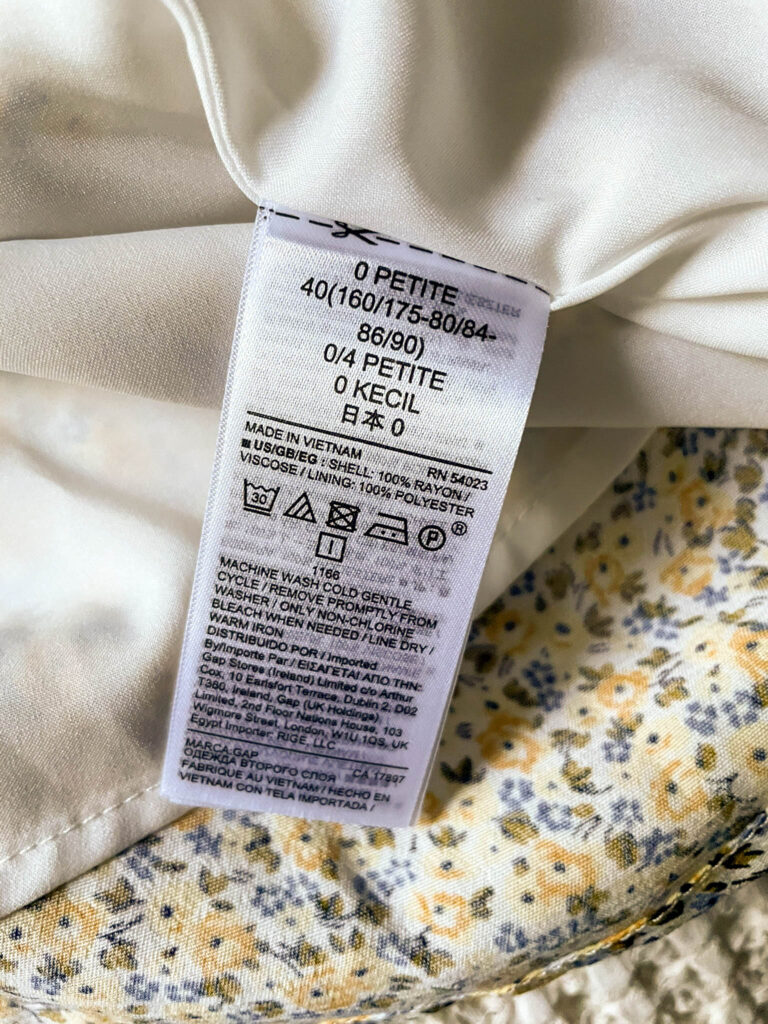 0 PETITE
40(160/175-80/84-
86/90)
0/4 PETITE
0 KECIL
日本 0
MADE IN VIETNAM RN 54023
■ US/GB/EG : SHELL: 100% RAYON /
VISCOSE / LINING: 100% POLYESTER
30 P ®
1166
MACHINE WASH COLD GENTLE
CYCLE / REMOVE PROMPTLY FROM
WASHER / ONLY NON-CHLORINE
BLEACH WHEN NEEDED / LINE DRY /
WARM IRON
DISTRIBUIDO POR / Imported
By/Importe Par / ΕΙΣΑΓΕΤΑΙ ΑΠΟ ΤΗΝ:
Gap Stores (Ireland) Limited c/o Arthur
Cox, 10 Earlsfort Terrace, Dublin 2, D02
T380, Ireland, Gap (UK Holdings)
Limited, 2nd Floor Nations House, 103
Wigmore Street, London, W1U 1QS, UK
Egypt Importer: RIGE, LLC
MARCA GAP CA 17897
ОДЕЖДА ВТОРОГО СЛОЯ
FABRIQUE AU VIETNAM / HECHO EN
VIETNAM CON TELA IMPORTADA /